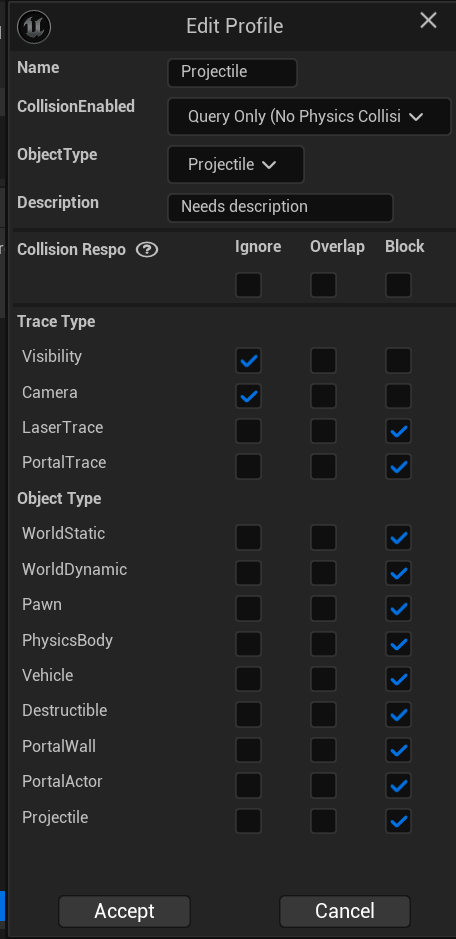 Edit Profile
Name Projectile
CollisionEnabled Query Only (No Physics Collisi
ObjectType Projectile
Description Needs description
Collision Respo ? Ignore Overlap Block
Trace Type
Visibility
Camera
LaserTrace
PortalTrace
Object Type
WorldStatic
WorldDynamic
Pawn
PhysicsBody
Vehicle
Destructible
PortalWall
PortalActor
Projectile
Accept Cancel